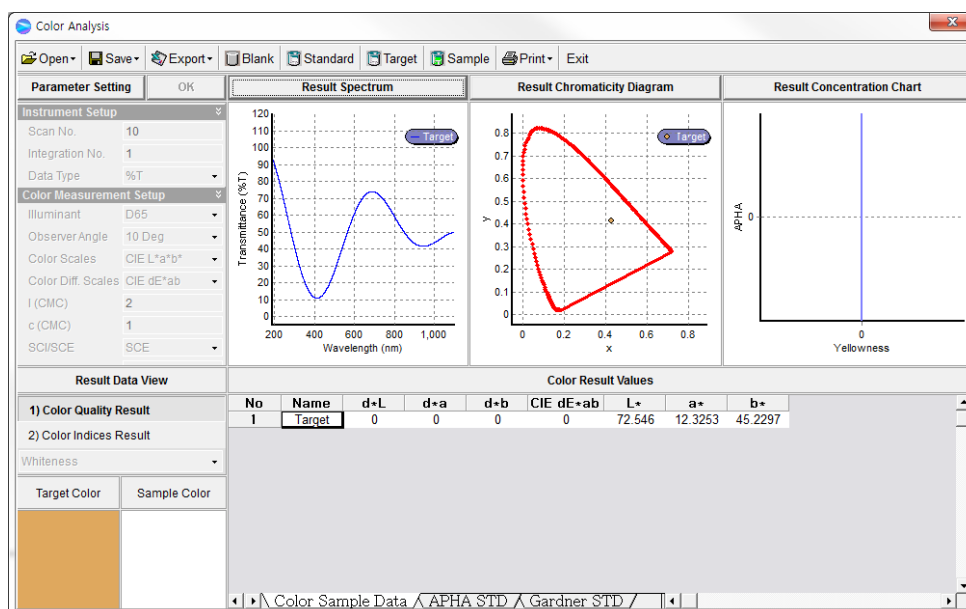 Color Analysis
Open Save Export Blank Standard Target Sample Print Exit
Parameter Setting OK
Instrument Setup
Scan No. 10
Integration No. 1
Data Type %T
Color Measurement Setup
Illuminant D65
Observer Angle 10 Deg
Color Scales CIE L*a*b*
Color Diff. Scales CIE dE*ab
l (CMC) 2
c (CMC) 1
SCI/SCE SCE
Result Spectrum
Target
Transmittance (%T)
120
110
100
90
80
70
60
50
40
30
20
10
0
200 400 600 800 1,000
Wavelength (nm)
Result Chromaticity Diagram
Target
y
0.8
0.7
0.6
0.5
0.4
0.3
0.2
0.1
0
0 0.2 0.4 0.6 0.8
x
Result Concentration Chart
APHA
0
0
Yellowness
Result Data View
1) Color Quality Result
2) Color Indices Result
Whiteness
Target Color Sample Color
Color Result Values
No Name d*L d*a d*b CIE dE*ab L* a* b*
1 Target 0 0 0 0 72.546 12.3253 45.2297
Color Sample Data APHA STD Gardner STD